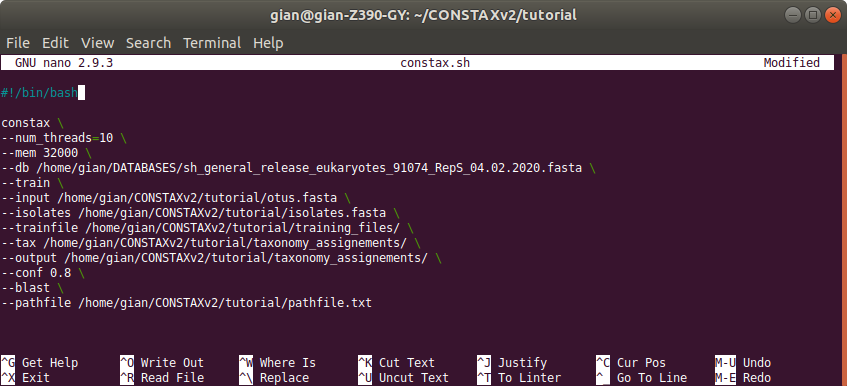 gian@gian-Z390-GY: ~/CONSTAXv2/tutorial
File Edit View Search Terminal Help
GNU nano 2.9.3 constax.sh Modified
#!/bin/bash
constax \
--num_threads=10 \
--mem 32000 \
--db /home/gian/DATABASES/sh_general_release_eukaryotes_91074_RepS_04.02.2020.fasta \
--train \
--input /home/gian/CONSTAXv2/tutorial/otus.fasta \
--isolates /home/gian/CONSTAXv2/tutorial/isolates.fasta \
--trainfile /home/gian/CONSTAXv2/tutorial/training_files/ \
--tax /home/gian/CONSTAXv2/tutorial/taxonomy_assignements/ \
--output /home/gian/CONSTAXv2/tutorial/taxonomy_assignements/ \
--conf 0.8 \
--blast \
--pathfile /home/gian/CONSTAXv2/tutorial/pathfile.txt
^G Get Help ^O Write Out ^W Where Is ^K Cut Text ^J Justify ^C Cur Pos M-U Undo
^X Exit ^R Read File ^\ Replace ^U Uncut Text ^T To Linter ^_ Go To Line M-E Redo